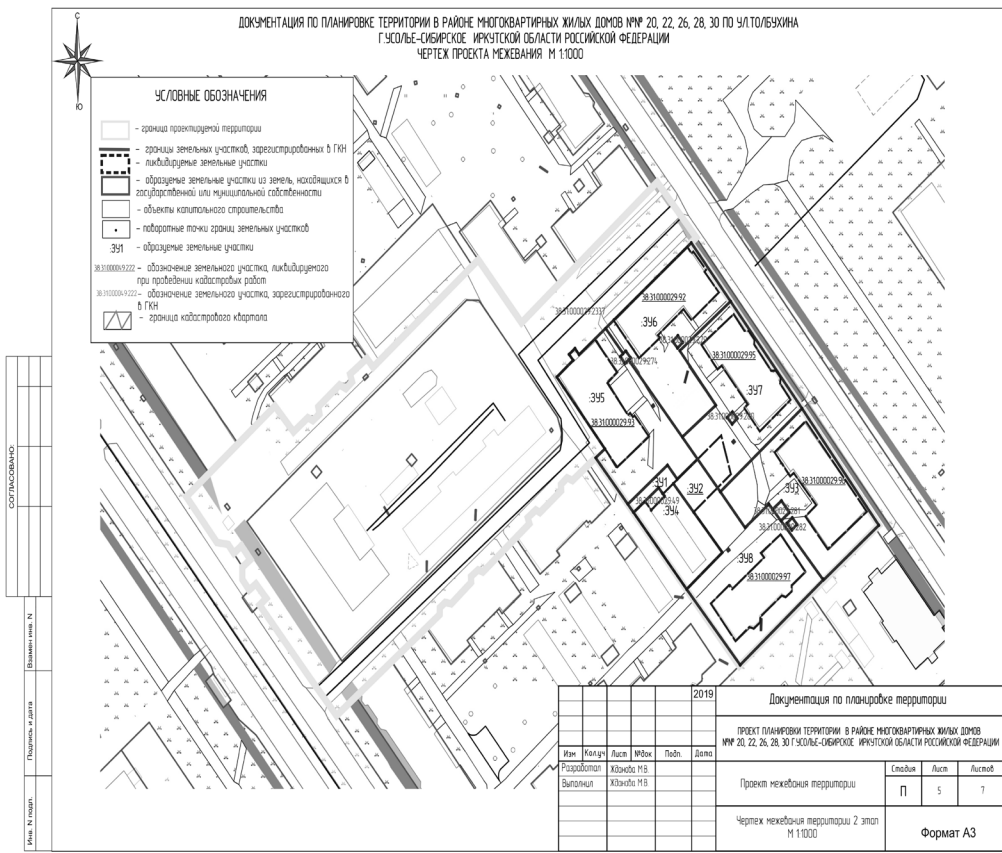 ДОКУМЕНТАЦИЯ ПО ПЛАНИРОВКЕ ТЕРРИТОРИИ В РАЙОНЕ МНОГОКВАРТИРНЫХ ЖИЛЫХ ДОМОВ №№ 20, 22, 26, 28, 30 ПО УЛ.ТОЛБУХИНА
Г.УСОЛЬЕ-СИБИРСКОЕ ИРКУТСКОЙ ОБЛАСТИ РОССИЙСКОЙ ФЕДЕРАЦИИ
ЧЕРТЕЖ ПРОЕКТА МЕЖЕВАНИЯ М 1:1000
С
Ю
УСЛОВНЫЕ ОБОЗНАЧЕНИЯ
- граница проектируемой территории
- границы земельных участков, зарегистрированных в ГКН
- ликвидируемые земельные участки
- образуемые земельные участки из земель, находящихся в
государственной или муниципальной собственности
- объекты капитального строительства
- поворотные точки границ земельных участков
:ЗУ1 - образуемые земельные участки
38:31:000049:222 - обозначение земельного участка, ликвидируемого
при проведении кадастровых работ
38:31:000049:222 - обозначение земельного участка, зарегистрированного
в ГКН
- граница кадастрового квартала
38:31:000029:92
38:31:000029:2337
:ЗУ6
38:31:000029:95
:ЗУ5
:ЗУ7
38:31:000029:93
:ЗУ1
:ЗУ2
:ЗУ3
:ЗУ4
:ЗУ8
38:31:000029:97
СОГЛАСОВАНО:
Взамен инв. N
Подпись и дата
Инв. N подл.
2019
Документация по планировке территории
ПРОЕКТ ПЛАНИРОВКИ ТЕРРИТОРИИ В РАЙОНЕ МНОГОКВАРТИРНЫХ ЖИЛЫХ ДОМОВ
№№ 20, 22, 26, 28, 30 Г.УСОЛЬЕ-СИБИРСКОЕ ИРКУТСКОЙ ОБЛАСТИ РОССИЙСКОЙ ФЕДЕРАЦИИ
Изм Кол.уч Лист №док Подп. Дата
Разработал Жданова М.В.
Выполнил Жданова М.В.
Проект межевания территории
Стадия Лист Листов
П 5 7
Чертеж межевания территории 2 этап
М 1:1000
Формат А3